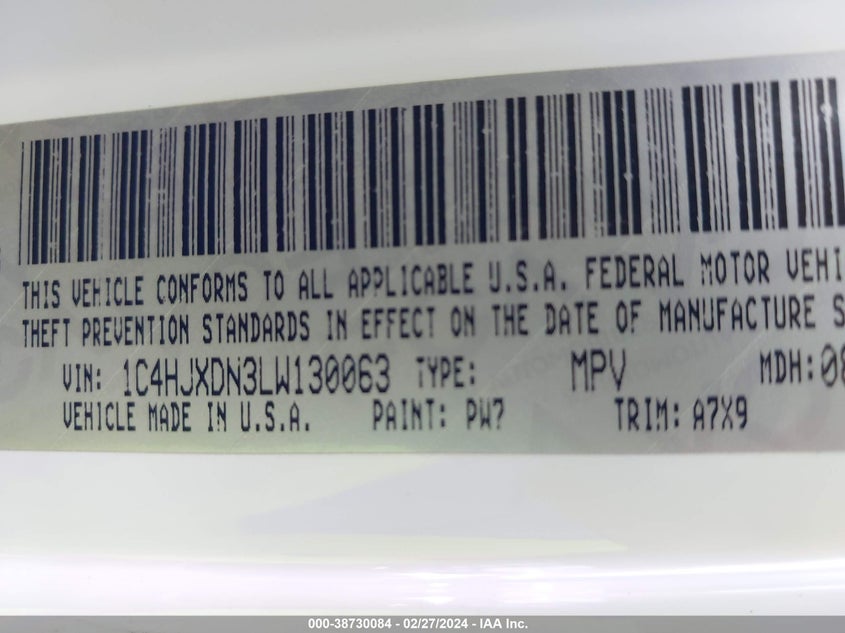 THIS VEHICLE CONFORMS TO ALL APPLICABLE U.S.A. FEDERAL MOTOR VEHI
THEFT PREVENTION STANDARDS IN EFFECT ON THE DATE OF MANUFACTURE S
VIN: 1C4HJXDN3LW130063 TYPE: MPV MDH:08
VEHICLE MADE IN U.S.A. PAINT: PW7 TRIM: A7X9
000-38730084 - 02/27/2024 - IAA Inc.